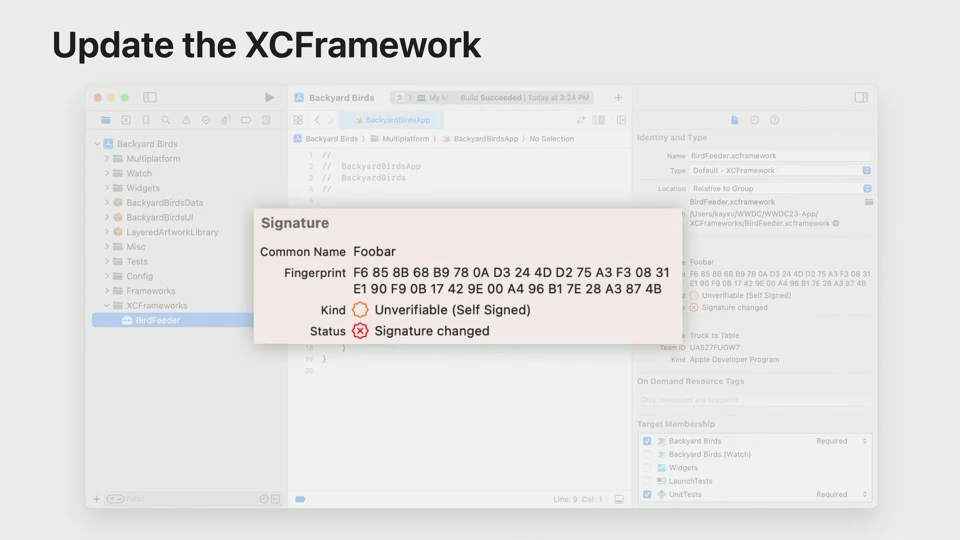 Update the XCFramework
Backyard Birds
My M
Build Succeeded | Today at 3:24 PM
BackyardBirdsApp
Backyard Birds
Multiplatform
Watch
Widgets
BackyardBirdsData
BackyardBirdsUI
LayeredArtworkLibrary
Misc
Tests
Config
Frameworks
XCFrameworks
BirdFeeder
Filter
Backyard Birds 〉 Multiplatform 〉 BackyardBirdsApp 〉 No Selection
1 //
2 // BackyardBirdsApp
3 // BackyardBirds
4 //
18 }
19 }
20
Line: 9 Col: 1
Signature
Common Name Foobar
Fingerprint F6 85 8B 68 B9 78 0A D3 24 4D D2 75 A3 F3 08 31
E1 90 F9 0B 17 42 9E 00 A4 96 B1 7E 28 A3 87 4B
Kind Unverifiable (Self Signed)
Status Signature changed
Identity and Type
Name BirdFeeder.xcframework
Type Default - XCFramework
Location Relative to Group
BirdFeeder.xcframework
/Users/kayxu/WWDC/WWDC23-App/
XCFrameworks/BirdFeeder.xcframework
Foobar
F6 85 8B 68 B9 78 0A D3 24 4D D2 75 A3 F3 08 31
E1 90 F9 0B 17 42 9E 00 A4 96 B1 7E 28 A3 87 4B
Unverifiable (Self Signed)
Signature changed
Truck to Table
Team ID UA527FUGW7
Kind Apple Developer Program
On Demand Resource Tags
Only resources are taggable
Target Membership
Backyard Birds Required
Backyard Birds (Watch)
Widgets
LaunchTests
UnitTests Required